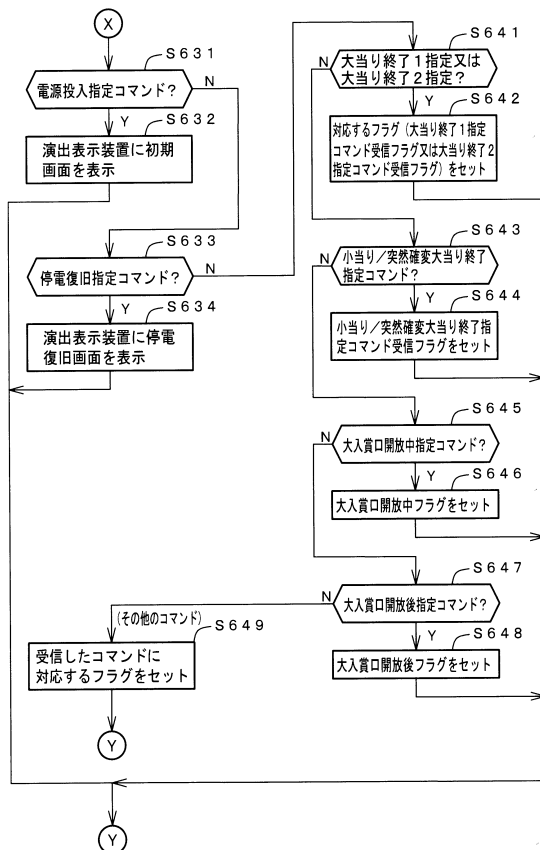 X
S631
電源投入指定コマンド?
N
Y
S632
演出表示装置に初期
画面を表示
S633
停電復旧指定コマンド?
N
Y
S634
演出表示装置に停電
復旧画面を表示
S641
大当り終了1指定又は
大当り終了2指定?
N
Y
S642
対応するフラグ(大当り終了1指定
コマンド受信フラグ又は大当り終了2
指定コマンド受信フラグ)をセット
S643
小当り/突然確変大当り終了
指定コマンド?
N
Y
S644
小当り/突然確変大当り終了指
定コマンド受信フラグをセット
S645
大入賞口開放中指定コマンド?
N
Y
S646
大入賞口開放中フラグをセット
S647
大入賞口開放後指定コマンド?
N
Y
S648
大入賞口開放後フラグをセット
(その他のコマンド)
S649
受信したコマンドに
対応するフラグをセット
Y
Y